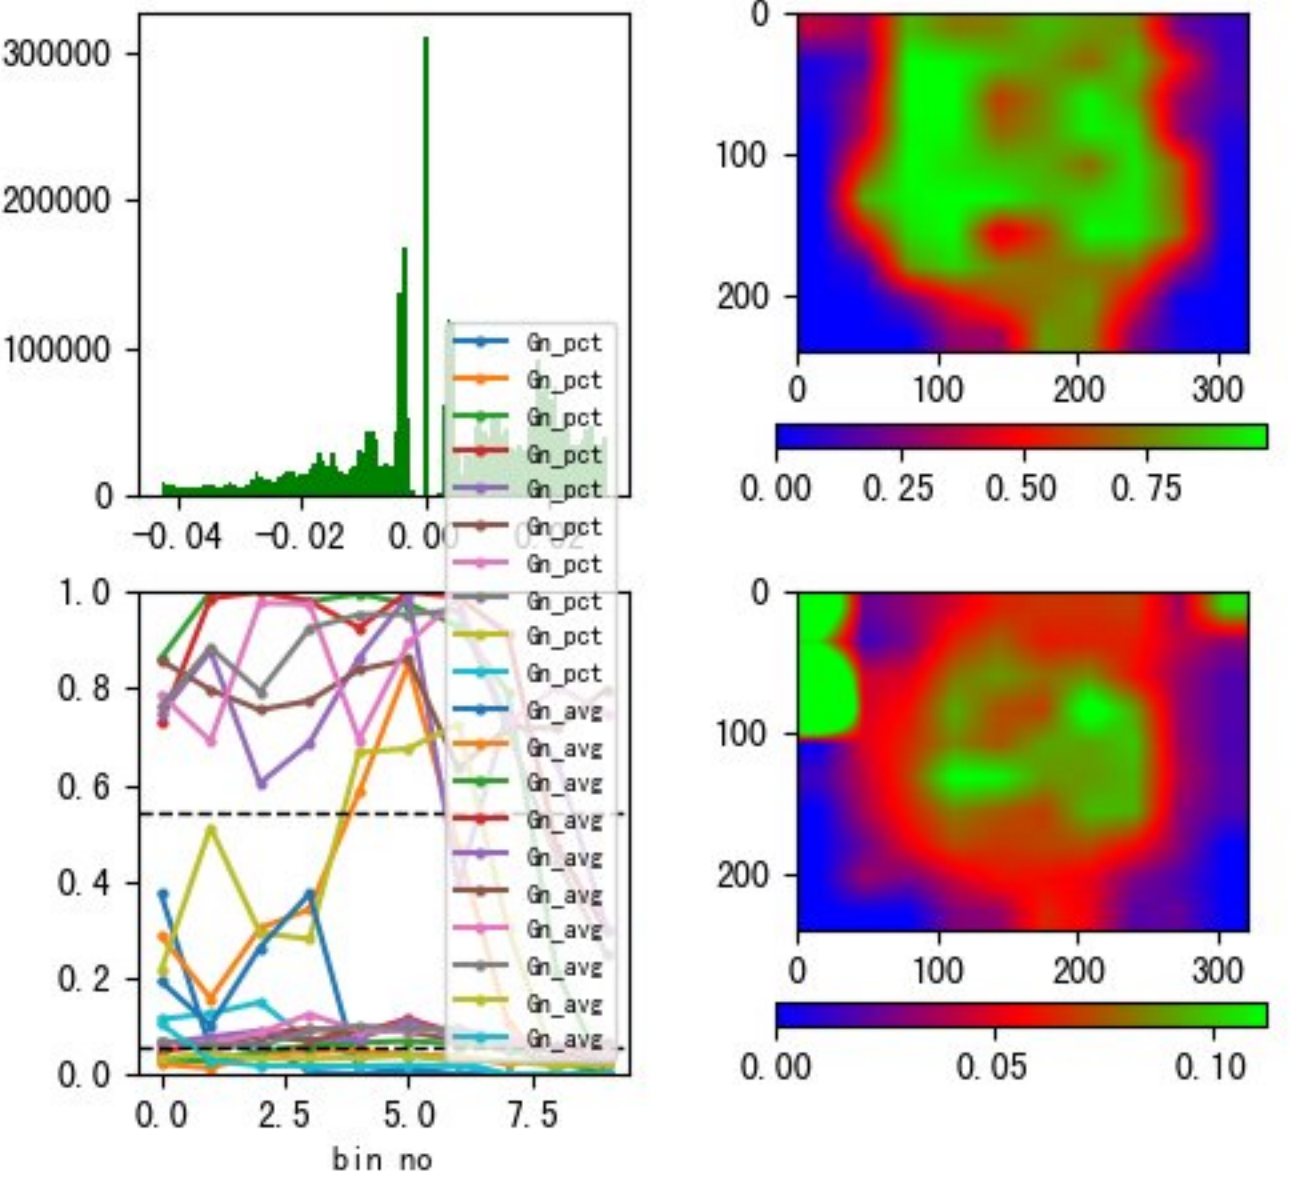 300000
200000
100000
0
-0.04 -0.02 0.00 0.02
0
100
200
0 100 200 300
0.00 0.25 0.50 0.75
Gn_pct
Gn_pct
Gn_pct
Gn_pct
Gn_pct
Gn_pct
Gn_pct
Gn_pct
Gn_pct
Gn_pct
Gn_avg
Gn_avg
Gn_avg
Gn_avg
Gn_avg
Gn_avg
Gn_avg
Gn_avg
Gn_avg
Gn_avg
1.0
0.8
0.6
0.4
0.2
0.0
0.0 2.5 5.0 7.5
bin no
0
100
200
0 100 200 300
0.00 0.05 0.10